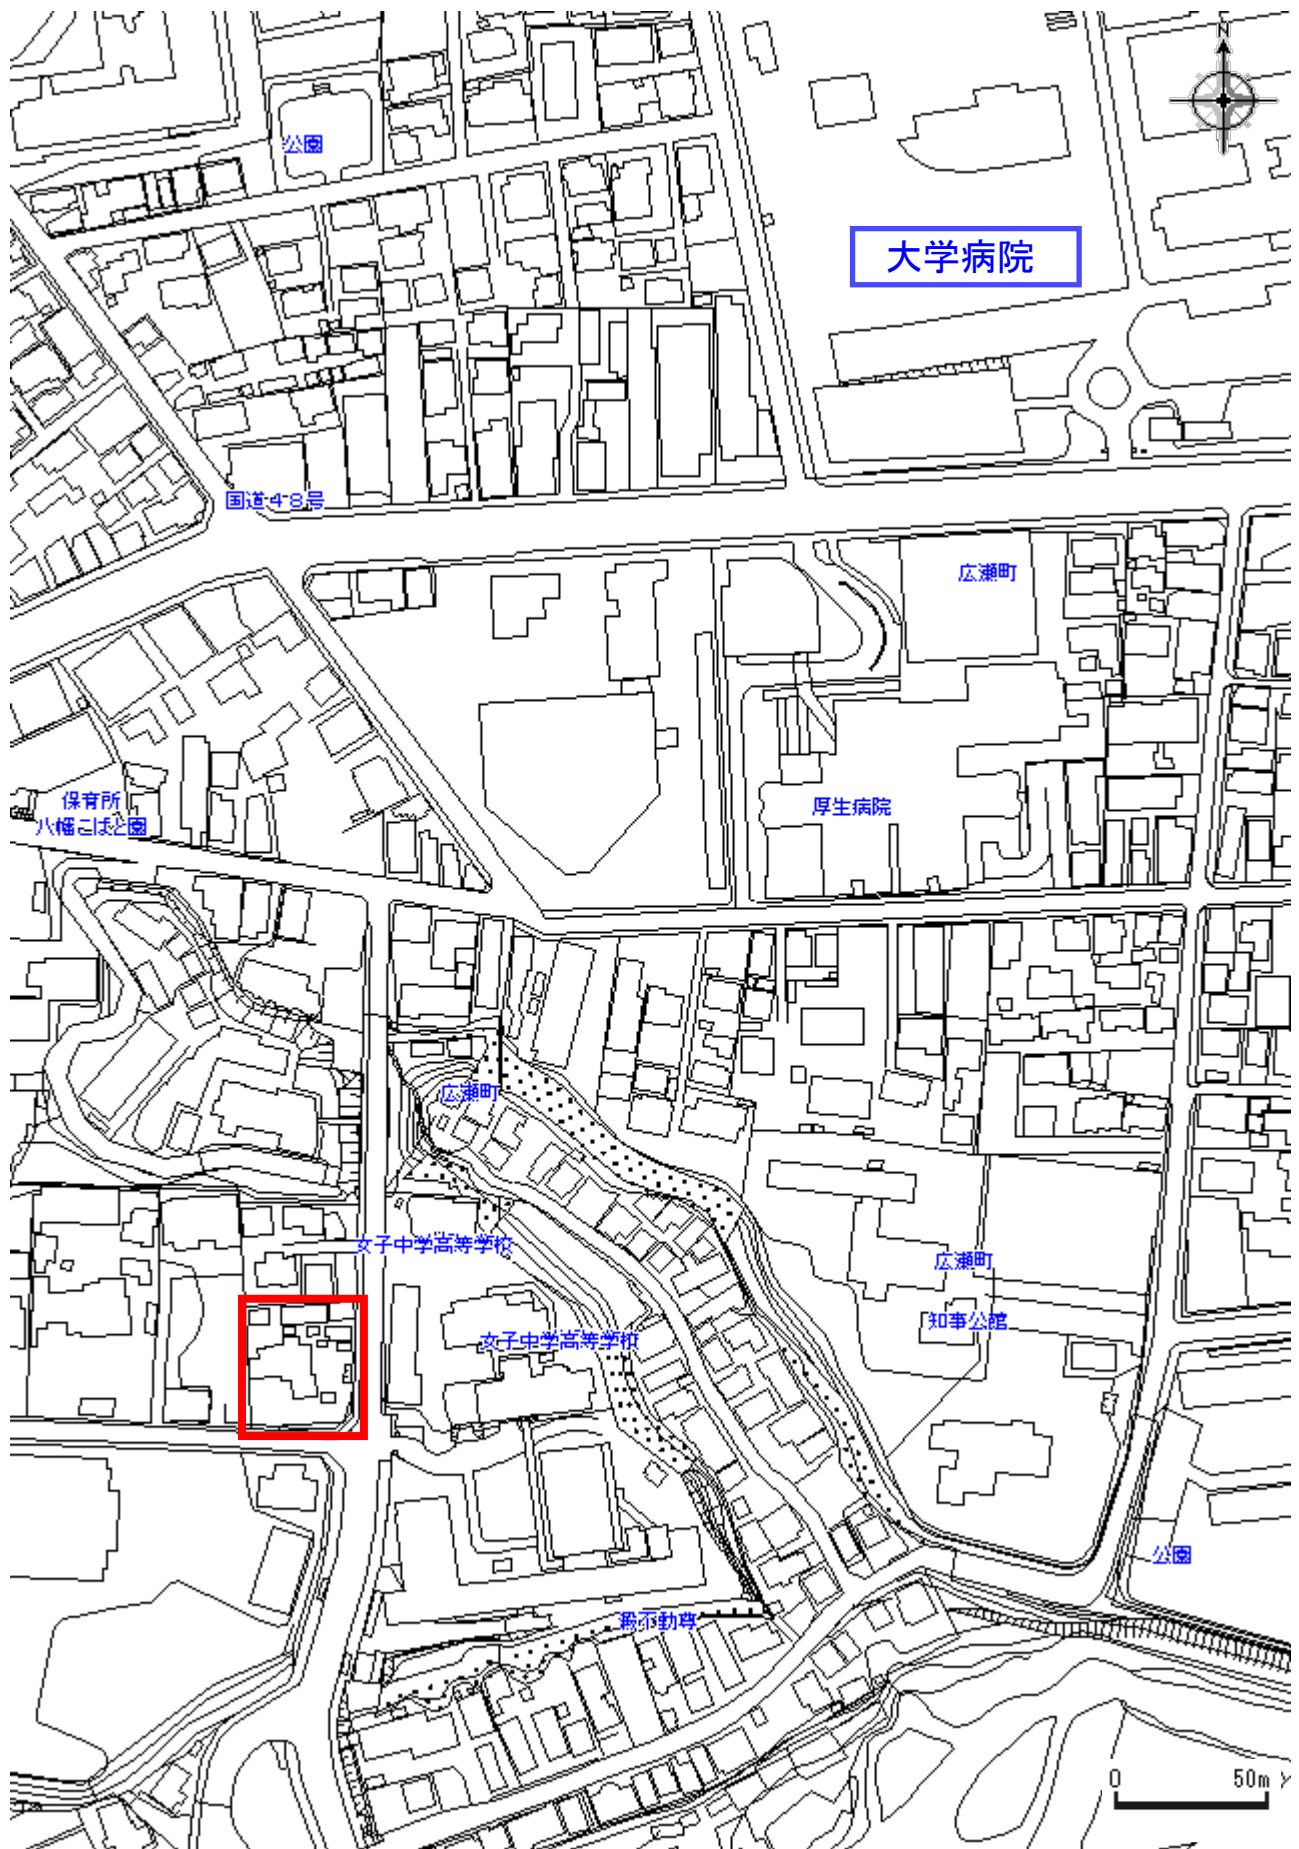 N
公園
大学病院
国道48号
広瀬町
保育所
八幡こばと園
厚生病院
広瀬町
女子中学高等学校
広瀬町
知事公館
女子中学高等学校
公園
不動尊
0 50m